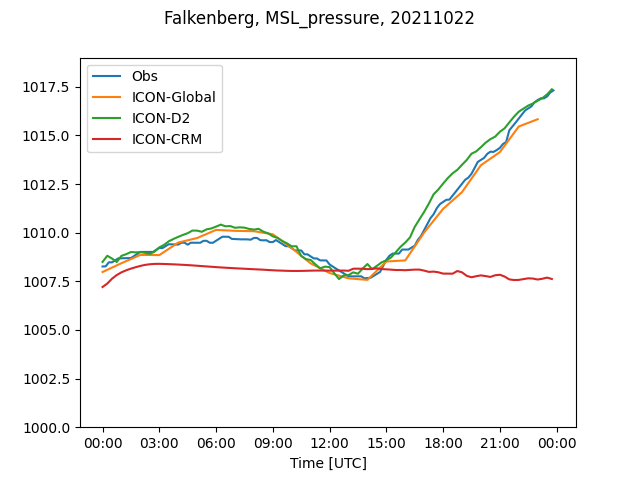 Falkenberg, MSL_pressure, 20211022
Obs
ICON-Global
ICON-D2
ICON-CRM
1017.5
1015.0
1012.5
1010.0
1007.5
1005.0
1002.5
1000.0
00:00 03:00 06:00 09:00 12:00 15:00 18:00 21:00 00:00
Time [UTC]